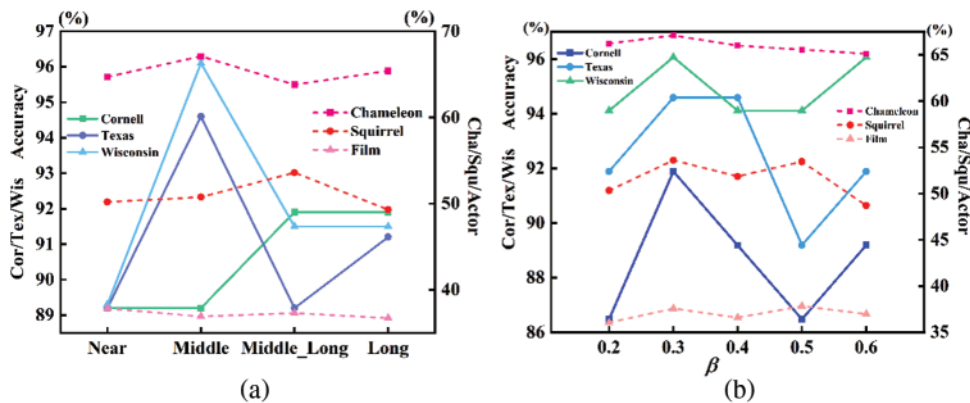 (%)
(%)
97
96
95
94
93
92
91
90
89
Cor/Tex/Wis Accuracy
70
60
50
40
30
Cha/Squ/Actor
Cornell
Texas
Wisconsin
Chameleon
Squirrel
Film
Near Middle Middle_Long Long
(a)
(%)
(%)
96
94
92
90
88
86
Cor/Tex/Wis Accuracy
65
60
55
50
45
40
35
Cha/Squ/Actor
Cornell
Texas
Wisconsin
Chameleon
Squirrel
Film
0.2 0.3 0.4 0.5 0.6
β
(b)